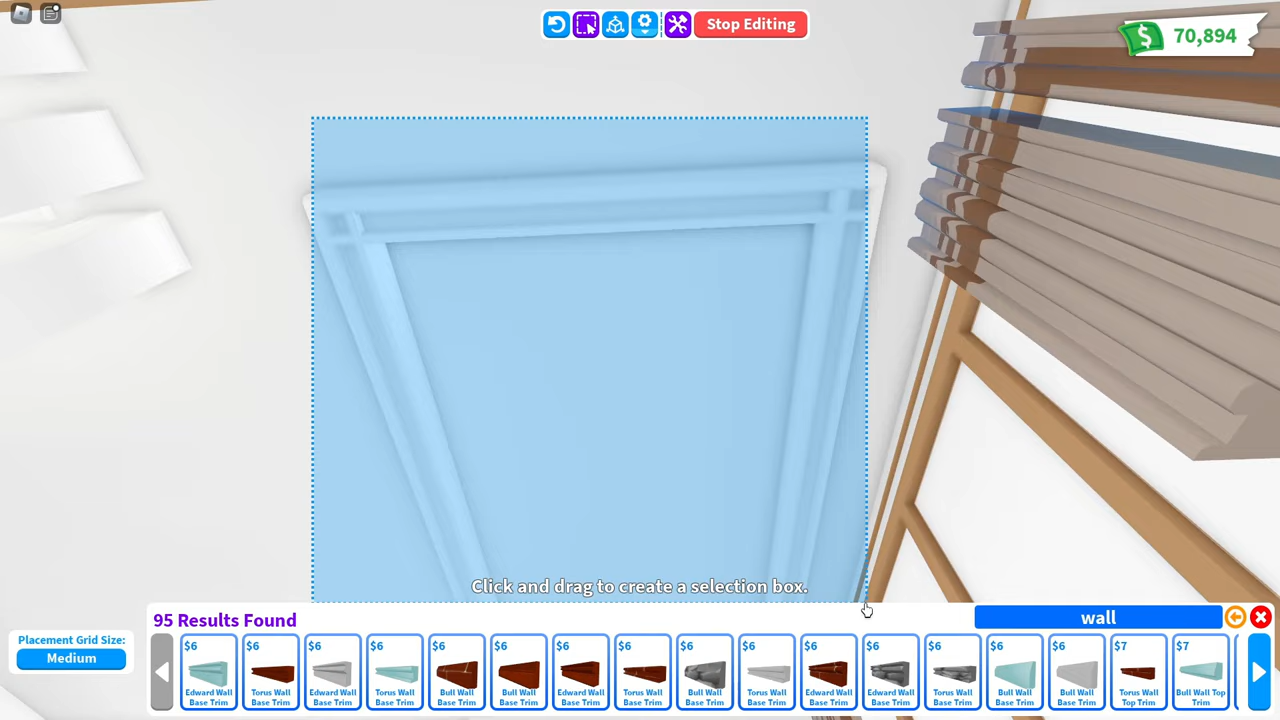 Stop Editing
$ 70,894
Click and drag to create a selection box.
95 Results Found
wall
Placement Grid Size:
Medium
$6
Edward Wall
Base Trim
$6
Torus Wall
Base Trim
$6
Edward Wall
Base Trim
$6
Torus Wall
Base Trim
$6
Bull Wall
Base Trim
$6
Bull Wall
Base Trim
$6
Edward Wall
Base Trim
$6
Torus Wall
Base Trim
$6
Bull Wall
Base Trim
$6
Torus Wall
Base Trim
$6
Edward Wall
Base Trim
$6
Edward Wall
Base Trim
$6
Torus Wall
Base Trim
$6
Bull Wall
Base Trim
$6
Bull Wall
Base Trim
$7
Torus Wall
Top Trim
$7
Bull Wall Top
Trim